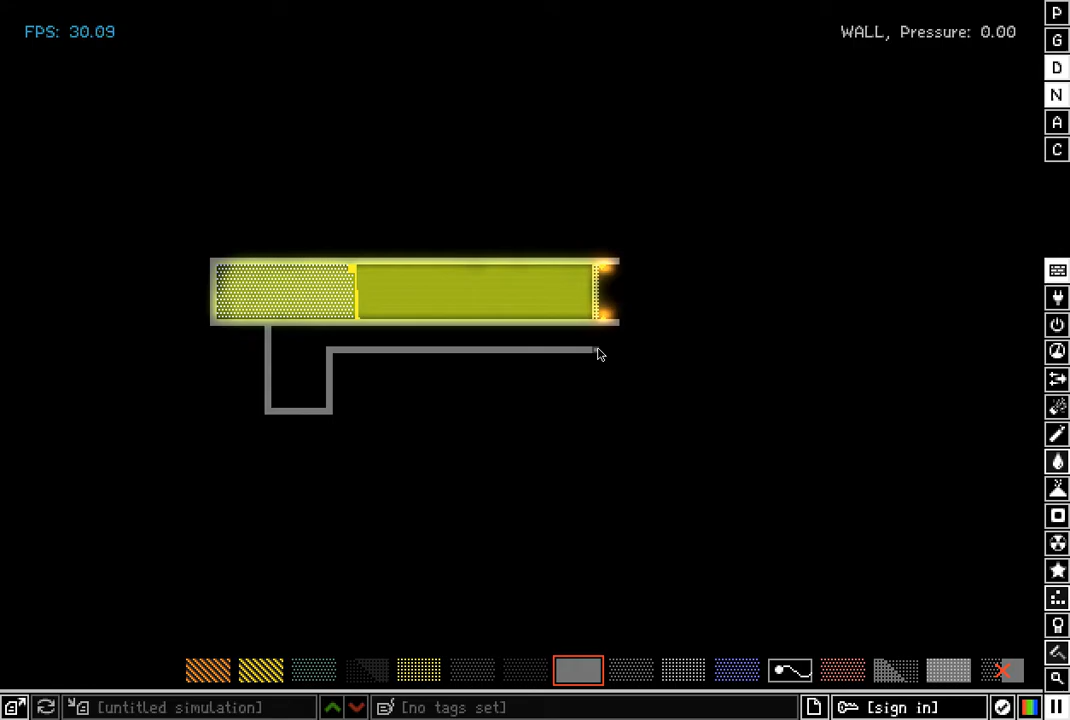 FPS: 30.09
WALL, Pressure: 0.00
P
G
D
N
A
C
[untitled simulation]
[no tags set]
[sign in]